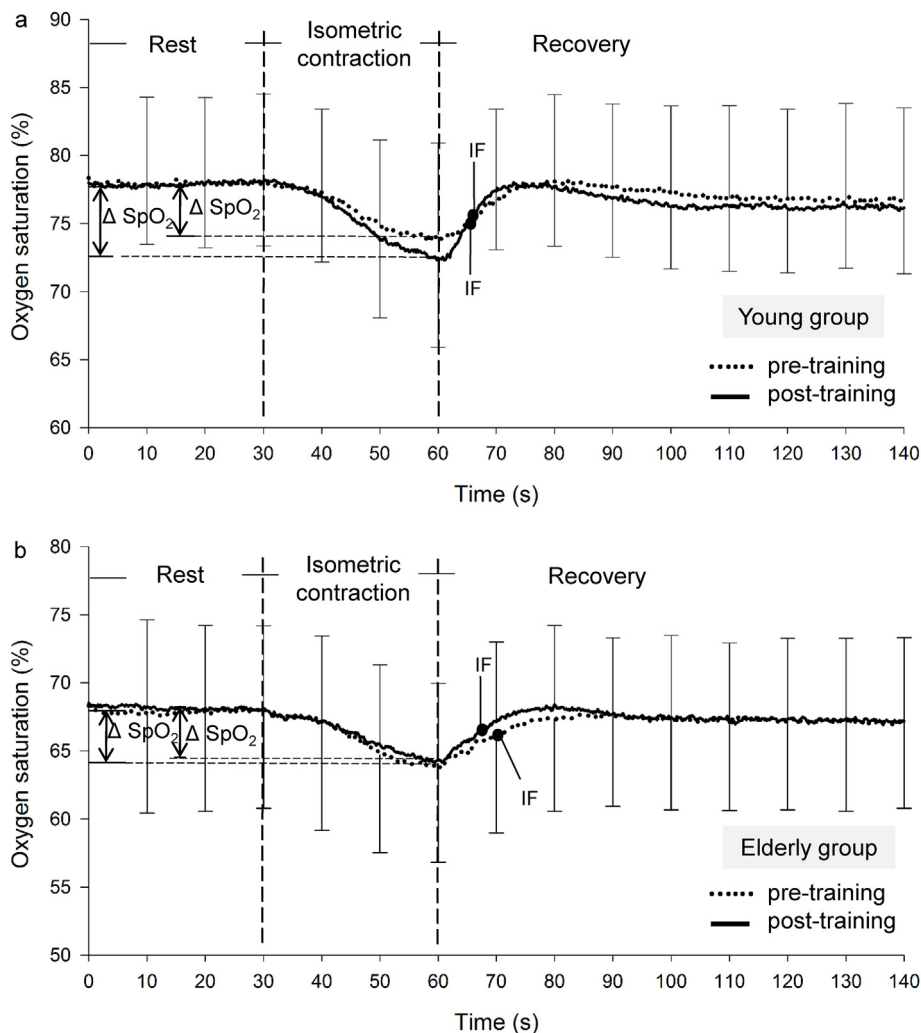 a
90
85
80
75
70
65
60
Oxygen saturation (%)
Rest
Isometric
contraction
Recovery
Δ SpO₂
Δ SpO₂
IF
IF
Young group
pre-training
post-training
0 10 20 30 40 50 60 70 80 90 100 110 120 130 140
Time (s)
b
80
75
70
65
60
55
50
Oxygen saturation (%)
Rest
Isometric
contraction
Recovery
Δ SpO₂
Δ SpO₂
IF
IF
Elderly group
pre-training
post-training
0 10 20 30 40 50 60 70 80 90 100 110 120 130 140
Time (s)